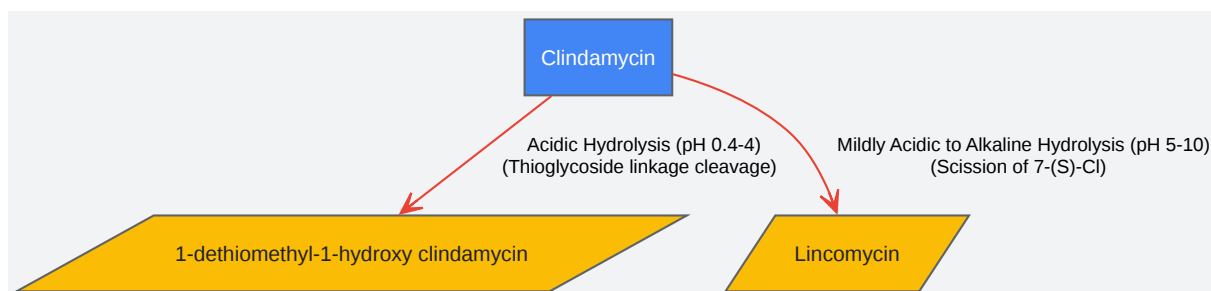 Clindamycin
Acidic Hydrolysis (pH 0.4-4)
(Thioglycoside linkage cleavage)
Mildly Acidic to Alkaline Hydrolysis (pH 5-10)
(Scission of 7-(S)-Cl)
1-dethiomethyl-1-hydroxy clindamycin
Lincomycin